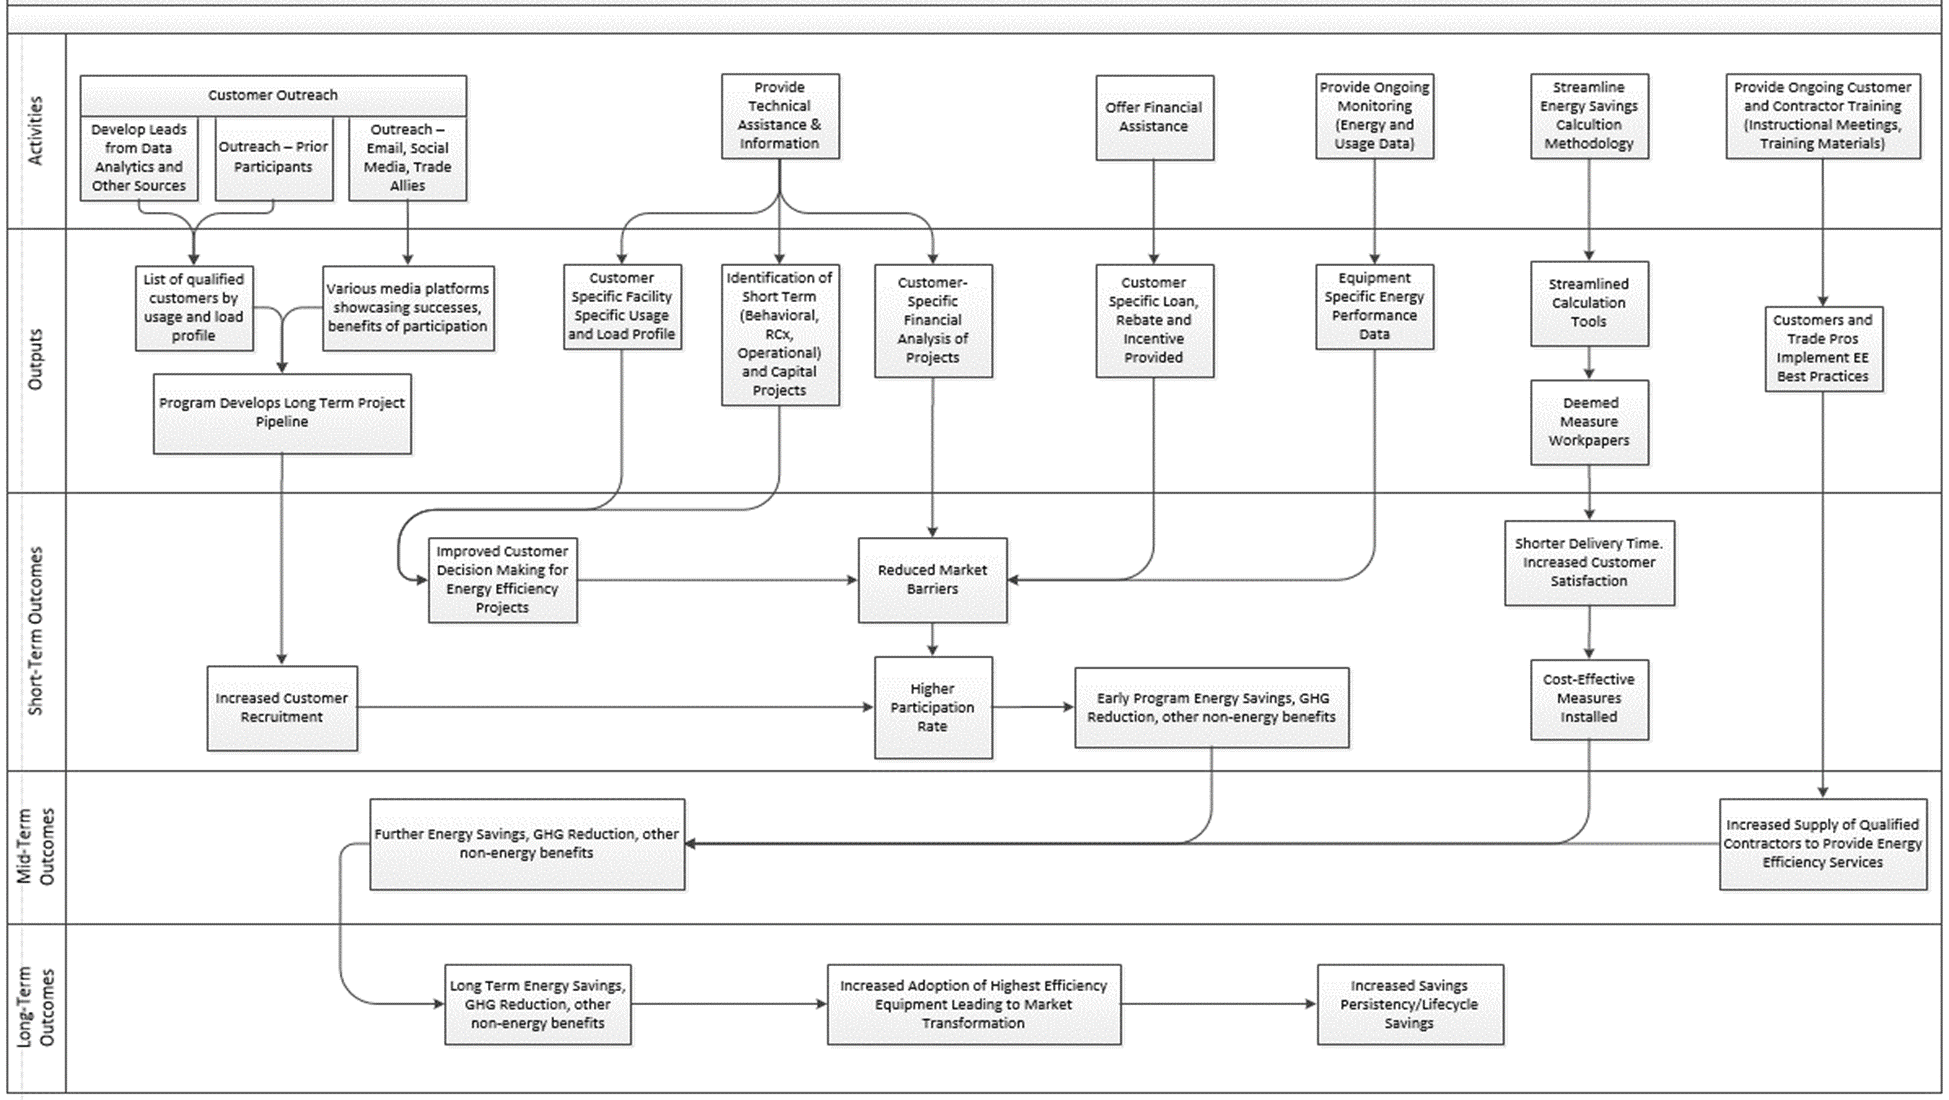 Activities
Customer Outreach
Develop Leads
from Data
Analytics and
Other Sources
Outreach – Prior
Participants
Outreach –
Email, Social
Media, Trade
Allies
Provide
Technical
Assistance &
Information
Offer Financial
Assistance
Provide Ongoing
Monitoring
(Energy and
Usage Data)
Streamline
Energy Savings
Calcultion
Methodology
Provide Ongoing Customer
and Contractor Training
(Instructional Meetings,
Training Materials)
Outputs
List of qualified
customers by
usage and load
profile
Various media platforms
showcasing successes,
benefits of participation
Program Develops Long Term Project
Pipeline
Customer
Specific Facility
Specific Usage
and Load Profile
Identification of
Short Term
(Behavioral,
RCx,
Operational)
and Capital
Projects
Customer-
Specific
Financial
Analysis of
Projects
Customer
Specific Loan,
Rebate and
Incentive
Provided
Equipment
Specific Energy
Performance
Data
Streamlined
Calculation
Tools
Deemed
Measure
Workpapers
Customers and
Trade Pros
Implement EE
Best Practices
Short-Term Outcomes
Improved Customer
Decision Making for
Energy Efficiency
Projects
Reduced Market
Barriers
Shorter Delivery Time.
Increased Customer
Satisfaction
Increased Customer
Recruitment
Higher
Participation
Rate
Early Program Energy Savings, GHG
Reduction, other non-energy benefits
Cost-Effective
Measures
Installed
Mid-Term
Outcomes
Further Energy Savings, GHG Reduction, other
non-energy benefits
Increased Supply of Qualified
Contractors to Provide Energy
Efficiency Services
Long-Term
Outcomes
Long Term Energy Savings,
GHG Reduction, other
non-energy benefits
Increased Adoption of Highest Efficiency
Equipment Leading to Market
Transformation
Increased Savings
Persistency/Lifecycle
Savings